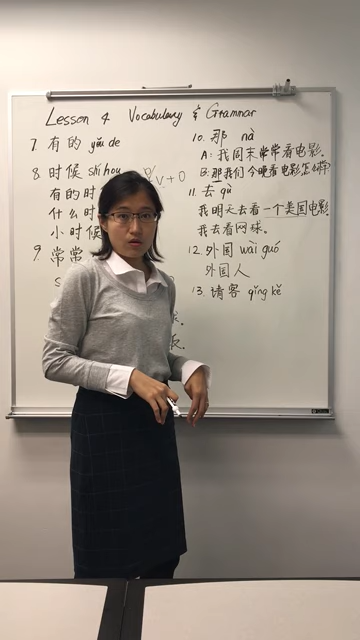 Lesson 4 Vocabulary & Grammar
7. 有的 yǒu de
8 时候 shí hou
有的时
什么时
小时候
9. 常常
V+O
10. 那 nà
A: 我周末常常看电影。
B: 那我们今晚看电影怎么样?
11. 去 qù
我明天去看一个美国电影
我去看网球。
12. 外国 wài guó
外国人
13. 请客 qǐng kě